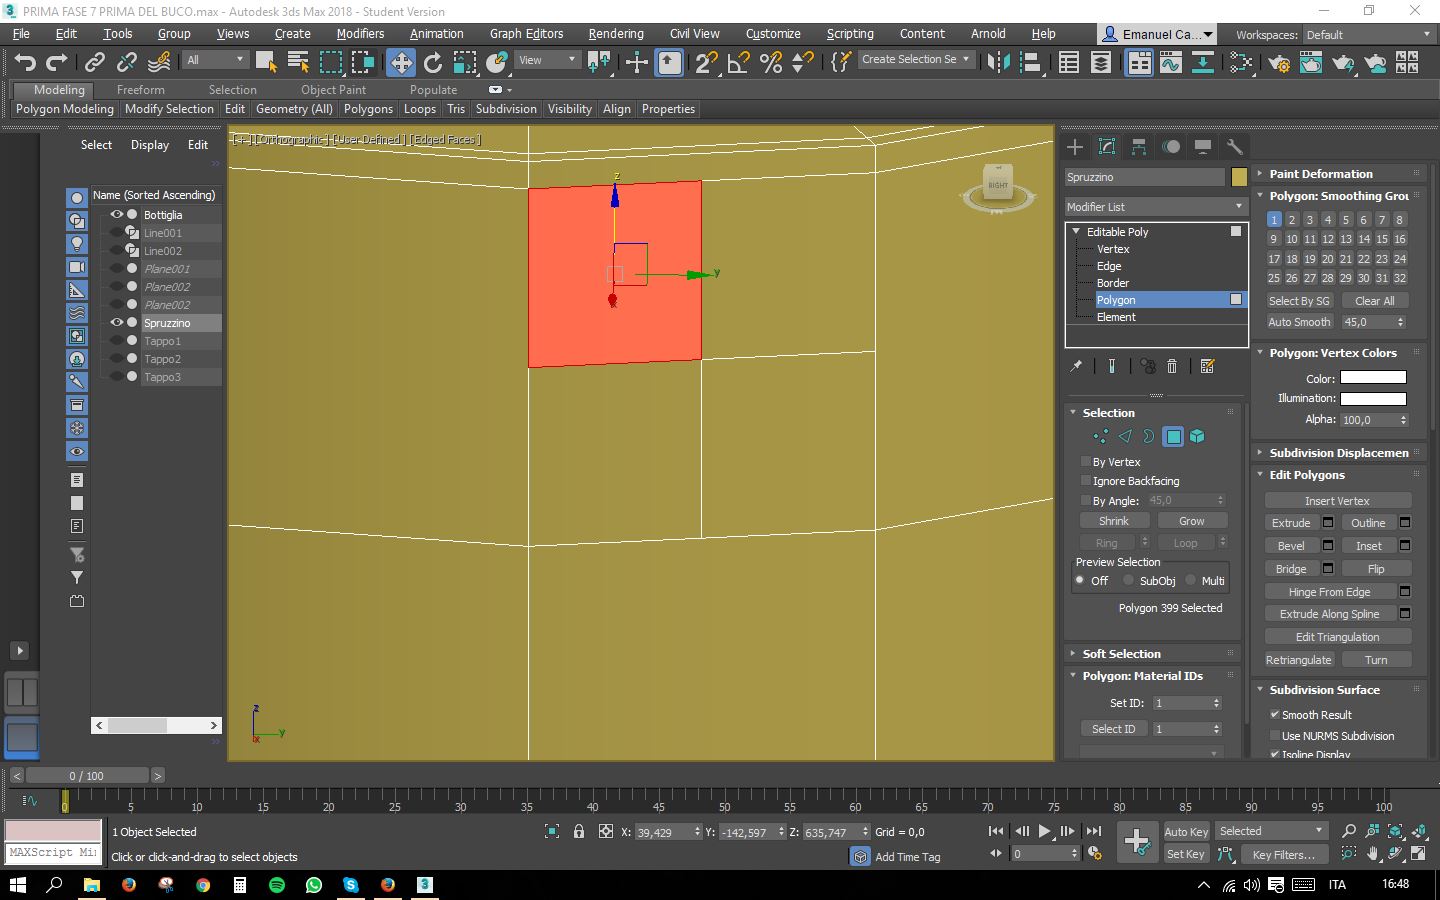 PRIMA FASE 7 PRIMA DEL BUCO.max - Autodesk 3ds Max 2018 - Student Version
File Edit Tools Group Views Create Modifiers Animation Graph Editors Rendering Civil View Customize Scripting Content Arnold Help Emanuel Ca... Workspaces: Default
All View Create Selection Se
Modeling Freeform Selection Object Paint Populate
Polygon Modeling Modify Selection Edit Geometry (All) Polygons Loops Tris Subdivision Visibility Align Properties
Select Display Edit
Name (Sorted Ascending)
Bottiglia
Line001
Line002
Plane001
Plane002
Plane002
Spruzzino
Tappo1
Tappo2
Tappo3
[+] [Orthographic] [User Defined] [Edged Faces]
z
y
x
RIGHT
z
y
x
Spruzzino
Modifier List
Editable Poly
Vertex
Edge
Border
Polygon
Element
Selection
By Vertex
Ignore Backfacing
By Angle: 45,0
Shrink Grow
Ring Loop
Preview Selection
Off SubObj Multi
Polygon 399 Selected
Soft Selection
Polygon: Material IDs
Set ID: 1
Select ID 1
Paint Deformation
Polygon: Smoothing Grou
1 2 3 4 5 6 7 8
9 10 11 12 13 14 15 16
17 18 19 20 21 22 23 24
25 26 27 28 29 30 31 32
Select By SG Clear All
Auto Smooth 45,0
Polygon: Vertex Colors
Color:
Illumination:
Alpha: 100,0
Subdivision Displacemen
Edit Polygons
Insert Vertex
Extrude Outline
Bevel Inset
Bridge Flip
Hinge From Edge
Extrude Along Spline
Edit Triangulation
Retriangulate Turn
Subdivision Surface
Smooth Result
Use NURMS Subdivision
Isoline Display
0 / 100
0 5 10 15 20 25 30 35 40 45 50 55 60 65 70 75 80 85 90 95 100
1 Object Selected X: 39,429 Y: -142,597 Z: 635,747 Grid = 0,0 Auto Key Selected
MAXScript Mi Click or click-and-drag to select objects Add Time Tag 0 Set Key Key Filters...
ITA 16:48